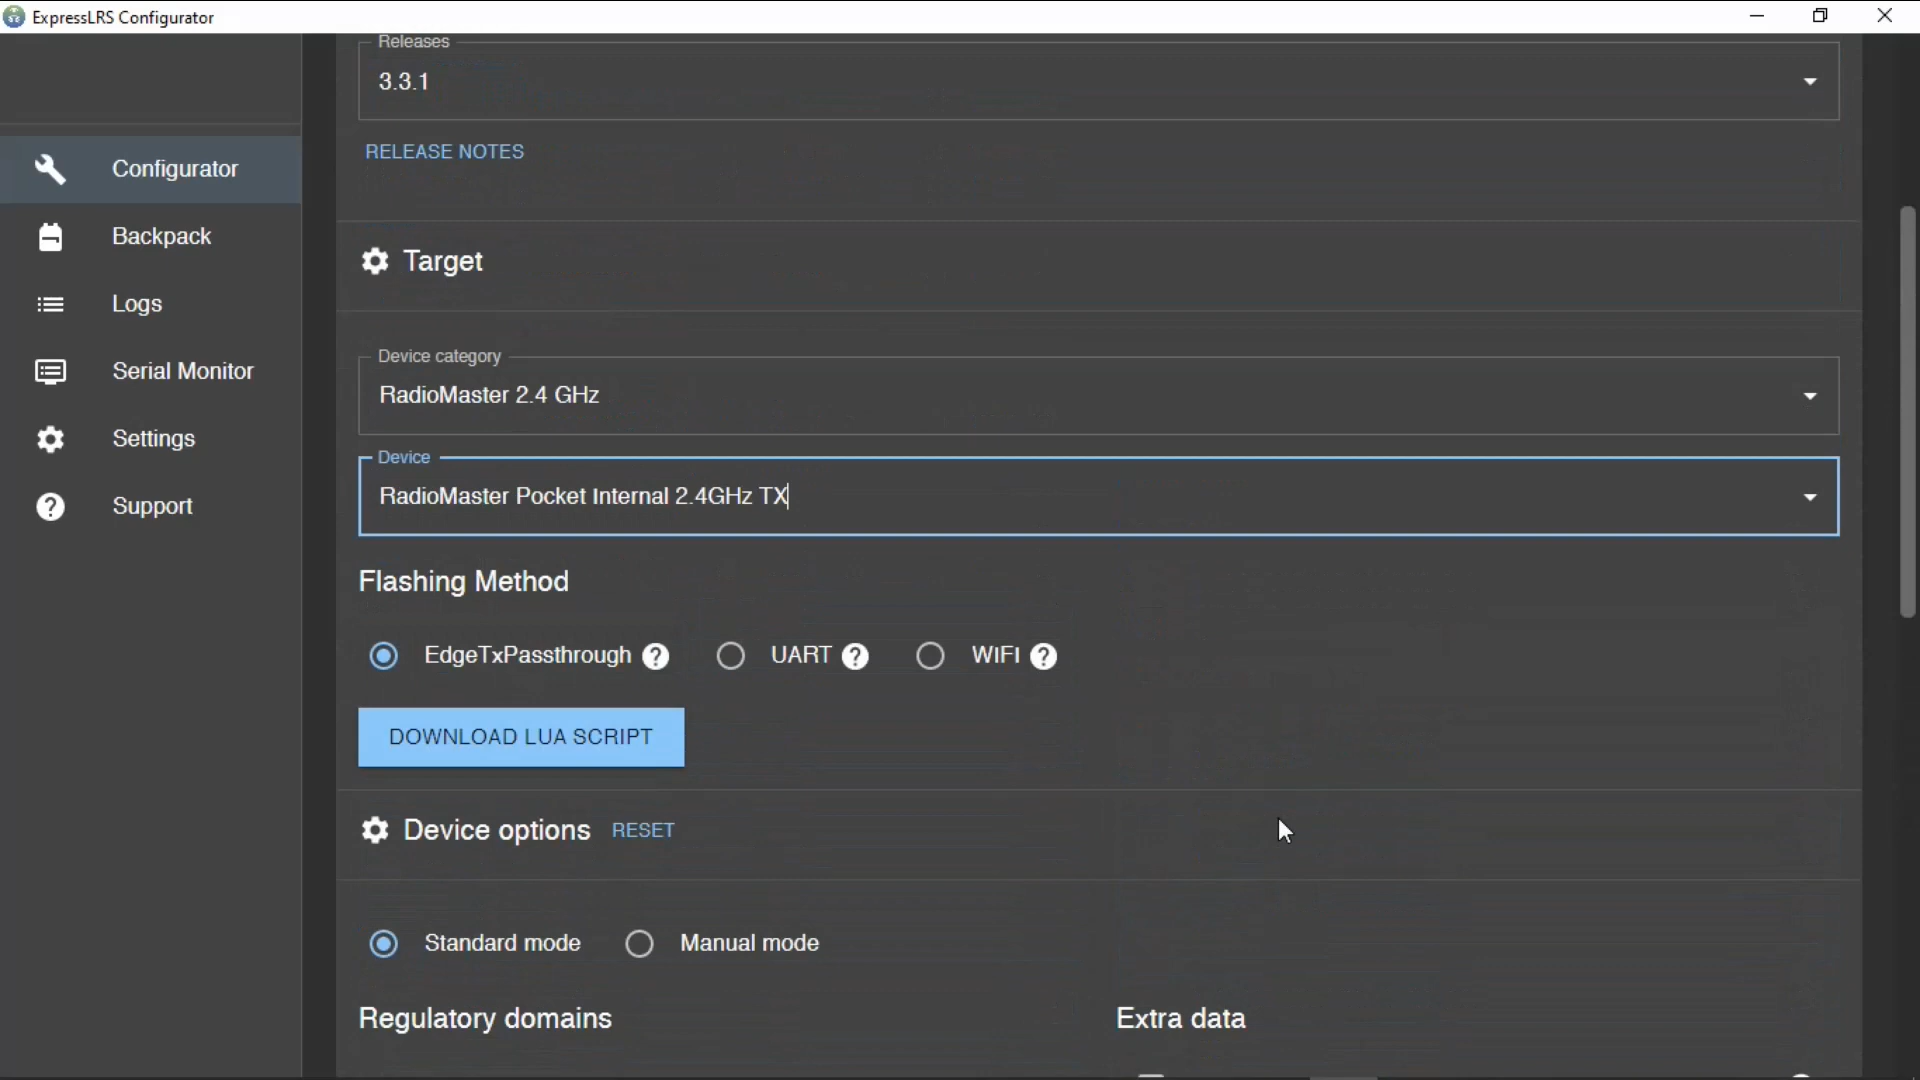 ExpressLRS Configurator
Releases
3.3.1
RELEASE NOTES
Configurator
Backpack
Logs
Serial Monitor
Settings
Support
Target
Device category
RadioMaster 2.4 GHz
Device
RadioMaster Pocket Internal 2.4GHz TX
Flashing Method
EdgeTxPassthrough ? UART ? WIFI ?
DOWNLOAD LUA SCRIPT
Device options RESET
Standard mode Manual mode
Regulatory domains
Extra data